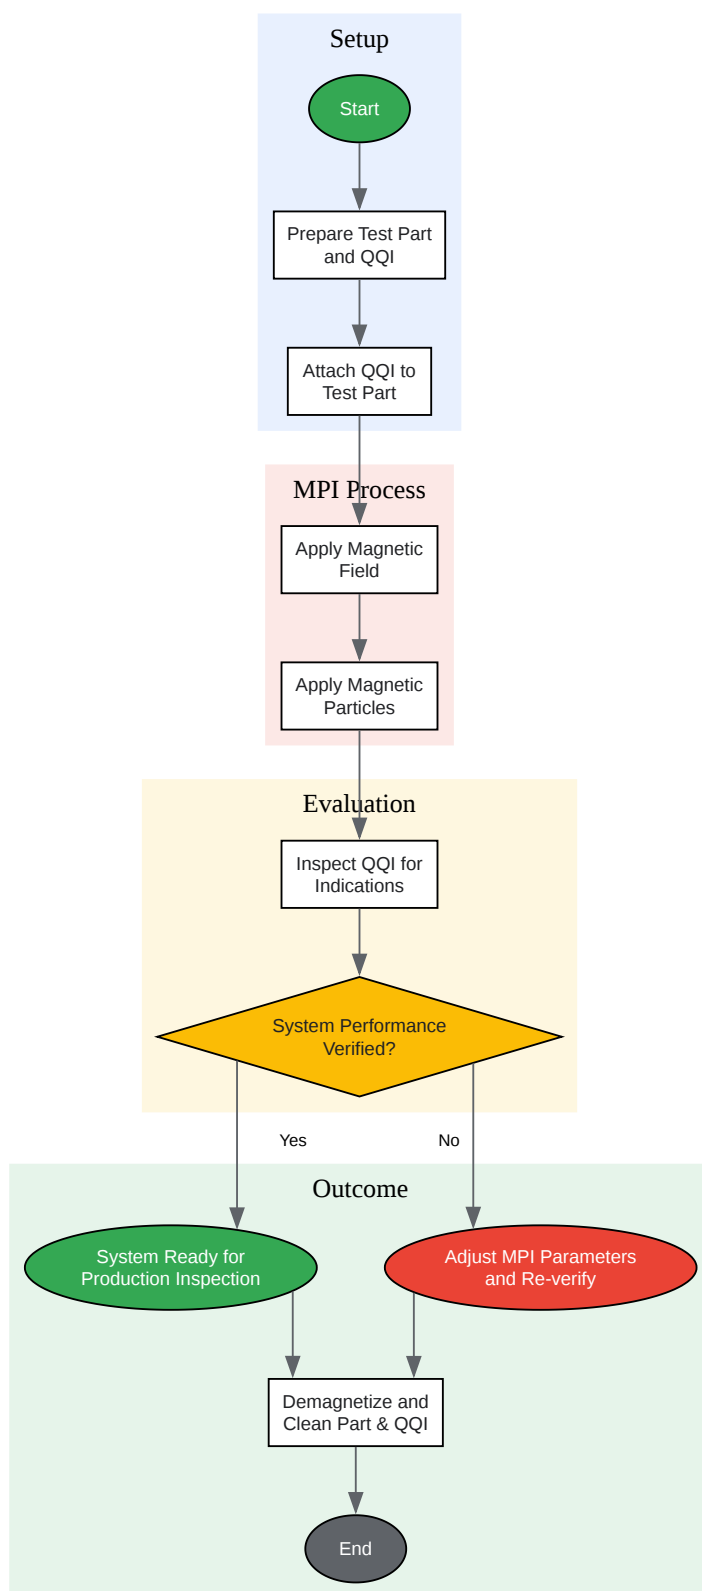 Setup
Start
Prepare Test Part
and QQI
Attach QQI to
Test Part
MPI Process
Apply Magnetic
Field
Apply Magnetic
Particles
Evaluation
Inspect QQI for
Indications
System Performance
Verified?
Yes
No
Outcome
System Ready for
Production Inspection
Adjust MPI Parameters
and Re-verify
Demagnetize and
Clean Part & QQI
End